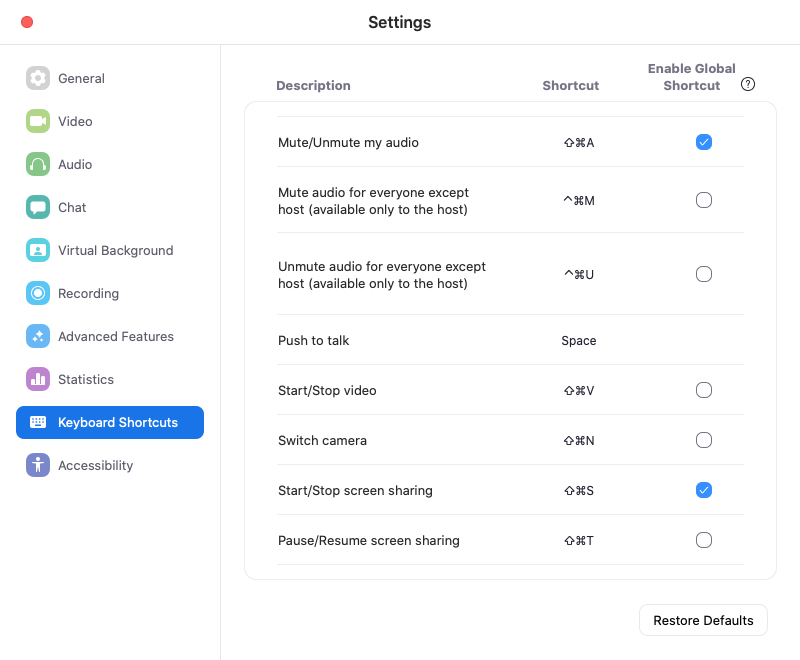 Settings
General
Video
Audio
Chat
Virtual Background
Recording
Advanced Features
Statistics
Keyboard Shortcuts
Accessibility
Description
Shortcut
Enable Global
Shortcut
?
Mute/Unmute my audio
⇧⌘A
Mute audio for everyone except
host (available only to the host)
^⌘M
Unmute audio for everyone except
host (available only to the host)
^⌘U
Push to talk
Space
Start/Stop video
⇧⌘V
Switch camera
⇧⌘N
Start/Stop screen sharing
⇧⌘S
Pause/Resume screen sharing
⇧⌘T
Restore Defaults